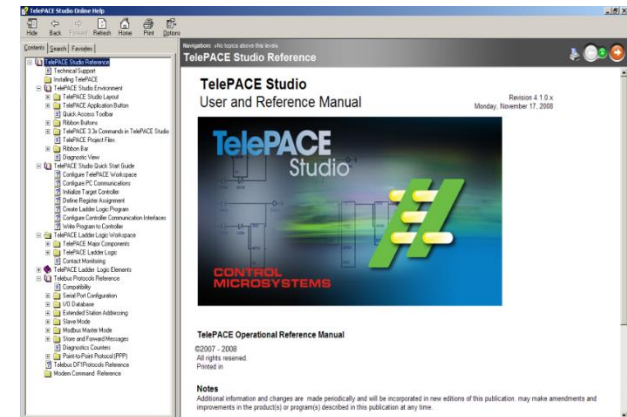 TelePACE Studio Online Help
Hide Back Forward Refresh Home Print Options
Contents Search Favorites
TelePACE Studio Reference
Technical Support
Installing TelePACE
TelePACE Studio Environment
TelePACE Studio Layout
TelePACE Application Button
Quick Access Toolbar
Ribbon Buttons
TelePACE 3.3x Commands in TelePACE Studio
TelePACE Project Files
Ribbon Bar
Diagnostic View
TelePACE Studio Quick Start Guide
Configure TelePACE Workspace
Configure PC Communications
Initialize Target Controller
Define Register Assignment
Create Ladder Logic Program
Configure Controller Communication Interfaces
Write Program to Controller
TelePACE Ladder Logic Workspace
TelePACE Major Components
TelePACE Ladder Logic
Contact Monitoring
TelePACE Ladder Logic Elements
Telebus Protocols Reference
Compatibility
Serial Port Configuration
I/O Database
Extended Station Addressing
Slave Mode
Modbus Master Mode
Store and Forward Messages
Diagnostics Counters
Point-to-Point Protocol (PPP)
Telebus DF1Protocols Reference
Modem Command Reference
Navigation: »No topics above this level«
TelePACE Studio Reference
TelePACE Studio
User and Reference Manual
Revision 4.1.0.x
Monday, November 17, 2008
TelePACE
Studio
CONTROL
MICROSYSTEMS
TelePACE Operational Reference Manual
©2007 - 2008
All rights reserved.
Printed in
Notes
Additional information and changes are made periodically and will be incorporated in new editions of this publication. may make amendments and
improvements in the product(s) or program(s) described in this publication at any time.